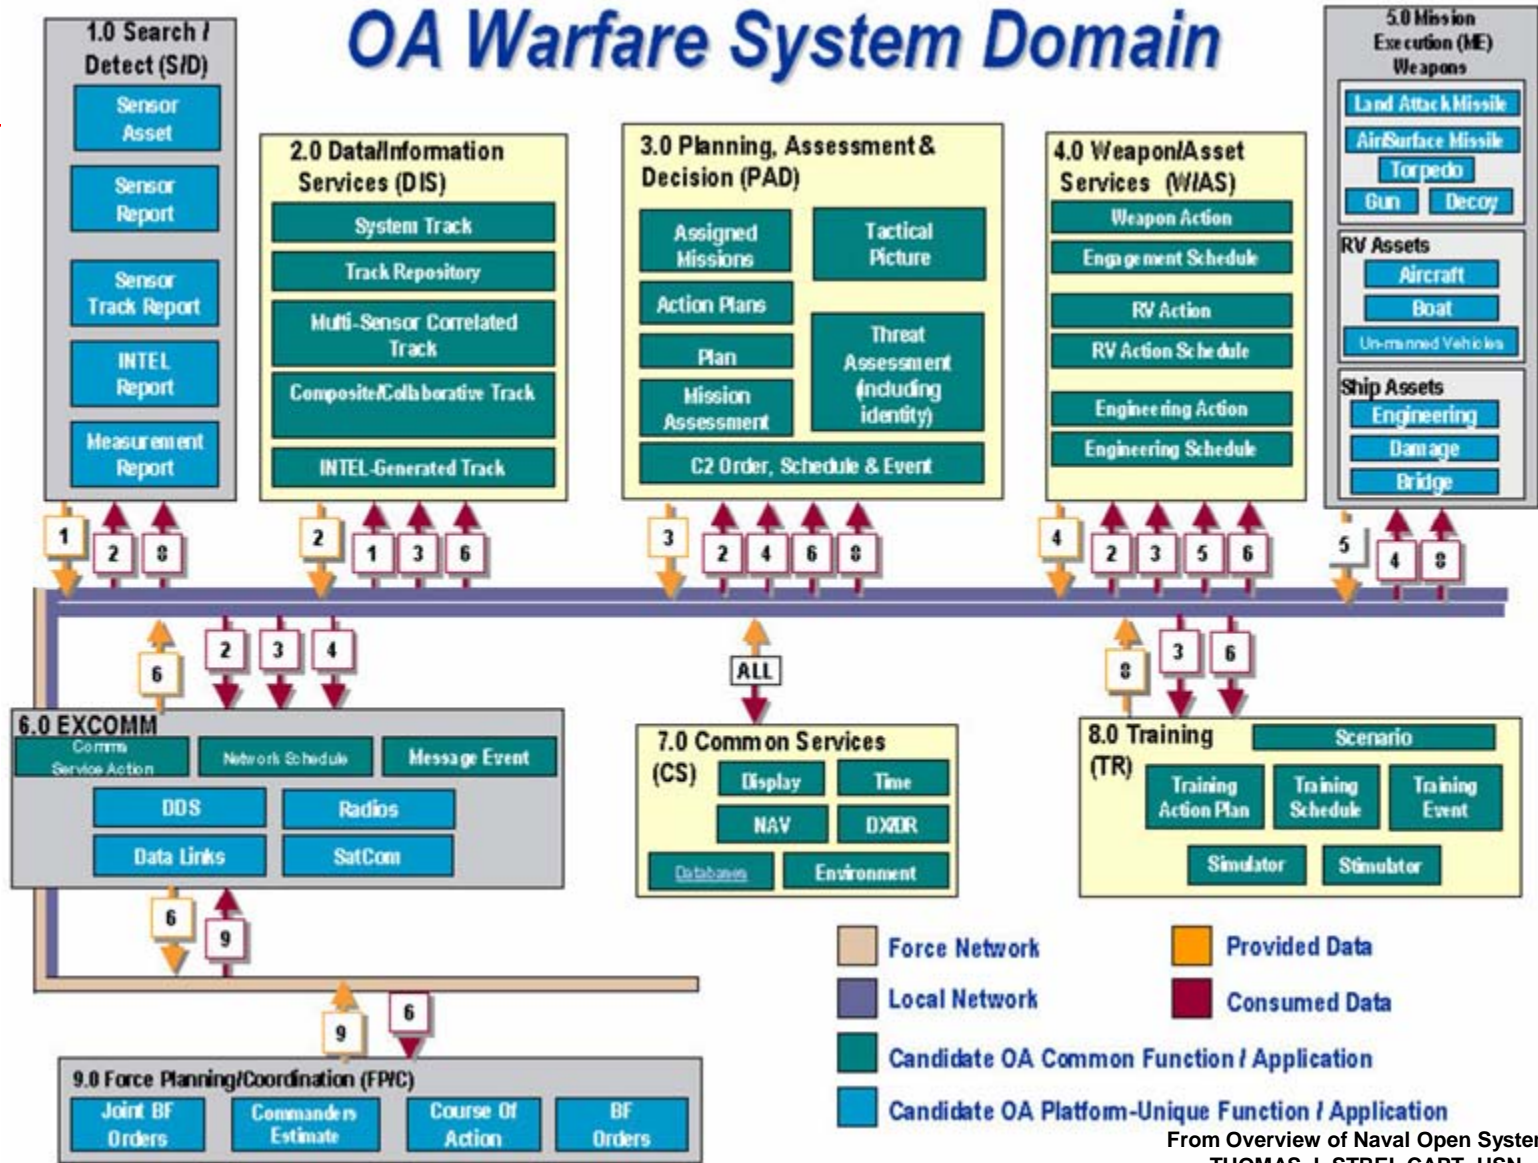 OA Warfare System Domain
1.0 Search /
Detect (S/D)
Sensor
Asset
Sensor
Report
Sensor
Track Report
INTEL
Report
Measurement
Report
2.0 Data/Information
Services (DIS)
System Track
Track Repository
Multi-Sensor Correlated
Track
Composite/Collaborative Track
INTEL-Generated Track
3.0 Planning, Assessment &
Decision (PAD)
Assigned
Missions
Tactical
Picture
Action Plans
Plan
Mission
Assessment
Threat
Assessment
(including
identity)
C2 Order, Schedule & Event
4.0 Weapon/Asset
Services (W/AS)
Weapon Action
Engagement Schedule
RV Action
RV Action Schedule
Engineering Action
Engineering Schedule
5.0 Mission
Execution (ME)
Weapons
Land Attack Missile
Air/Surface Missile
Torpedo
Gun
Decoy
RV Assets
Aircraft
Boat
Un-manned Vehicles
Ship Assets
Engineering
Damage
Bridge
1
2
8
2
1
3
6
3
2
4
6
8
4
2
3
5
6
5
4
8
6
2
3
4
ALL
8
3
6
6.0 EXCOMM
Comms
Service Action
Network Schedule
Message Event
DDS
Radios
Data Links
SatCom
7.0 Common Services
(CS)
Display
Time
NAV
DX/DR
Databases
Environment
8.0 Training
(TR)
Scenario
Training
Action Plan
Training
Schedule
Training
Event
Simulator
Stimulator
6
9
9
6
9.0 Force Planning/Coordination (FP/C)
Joint BF
Orders
Commanders
Estimate
Course Of
Action
BF
Orders
Force Network
Provided Data
Local Network
Consumed Data
Candidate OA Common Function / Application
Candidate OA Platform-Unique Function / Application
From Overview of Naval Open System